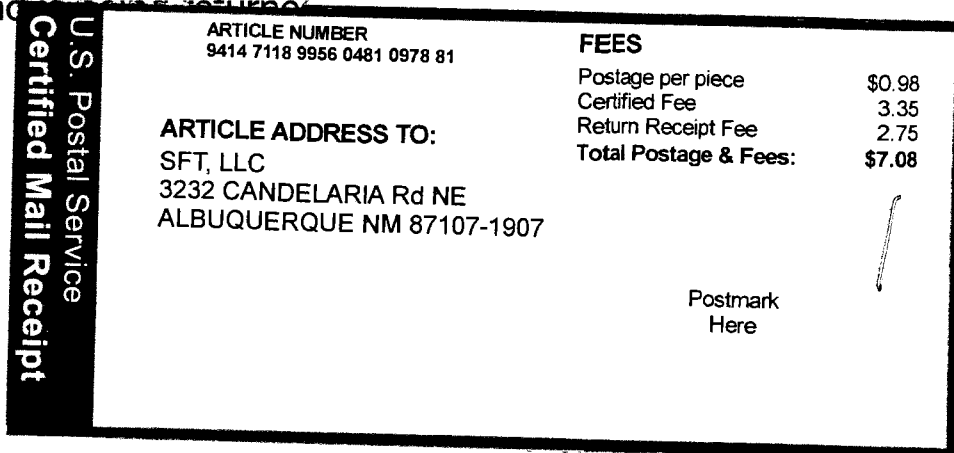 U.S. Postal Service
Certified Mail Receipt
ARTICLE NUMBER
9414 7118 9956 0481 0978 81
ARTICLE ADDRESS TO:
SFT, LLC
3232 CANDELARIA Rd NE
ALBUQUERQUE NM 87107-1907
FEES
Postage per piece $0.98
Certified Fee 3.35
Return Receipt Fee 2.75
Total Postage & Fees: $7.08
Postmark
Here